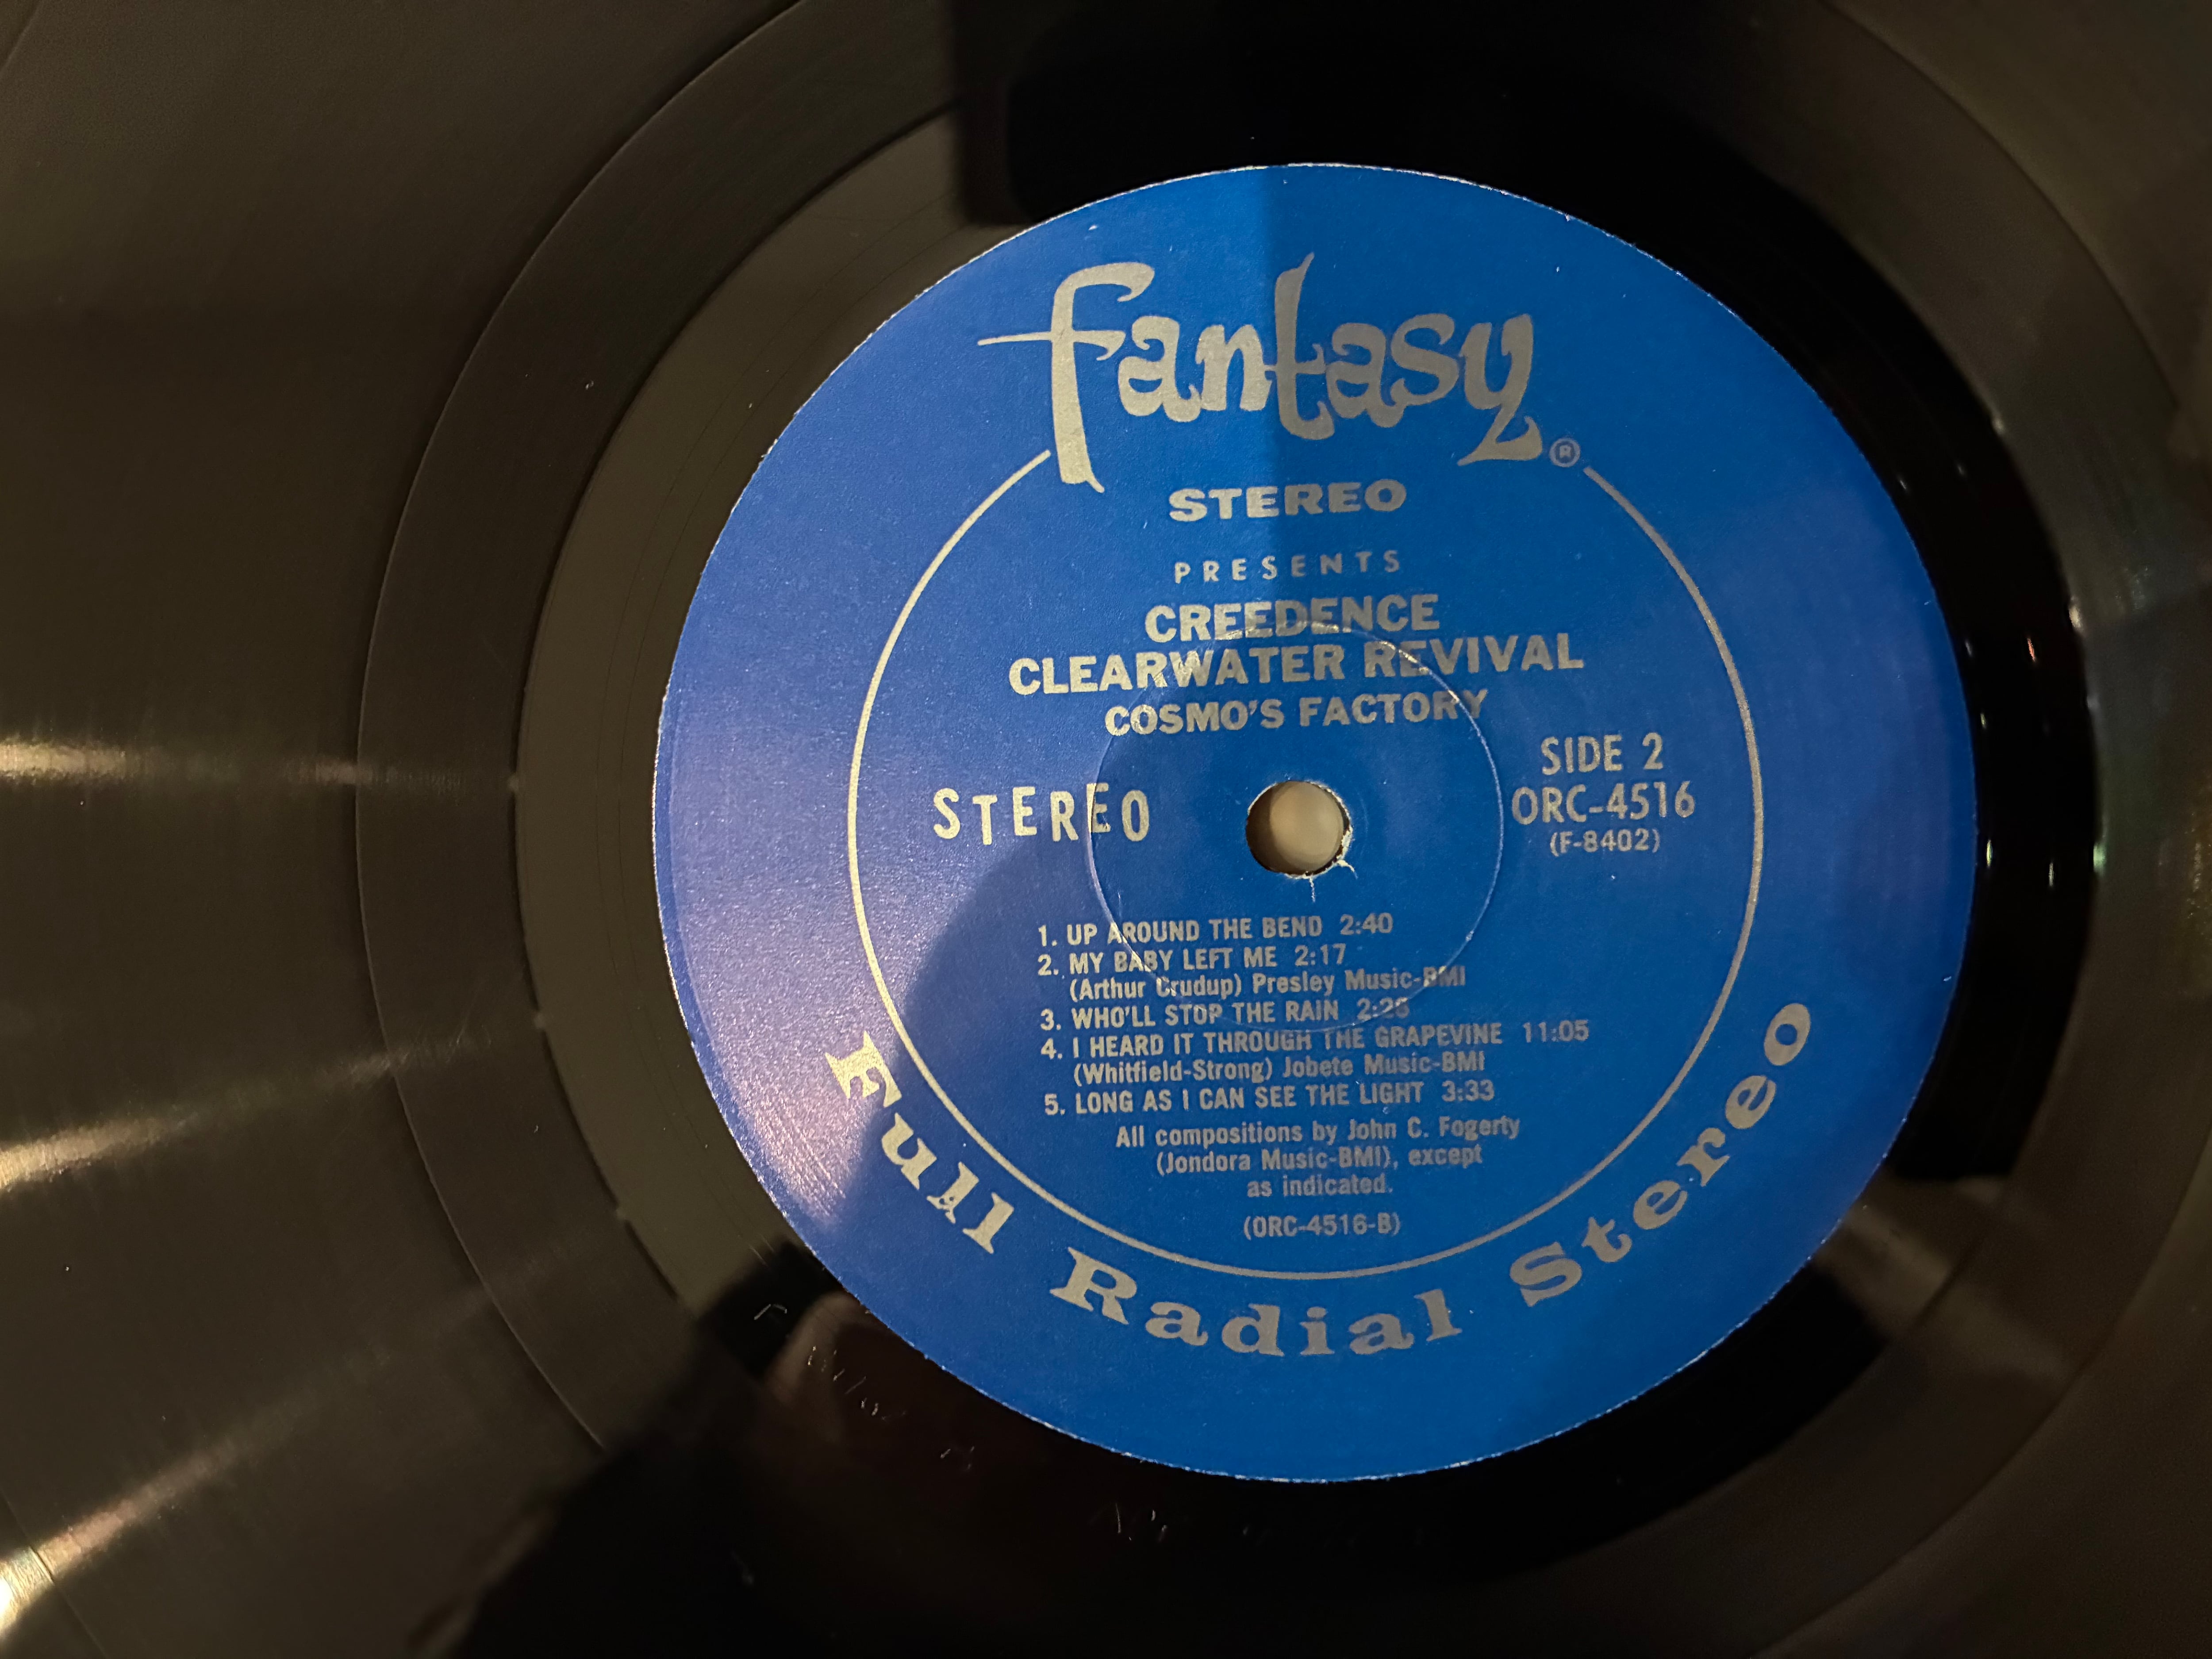 fantasy ®
STEREO
PRESENTS
CREEDENCE
CLEARWATER REVIVAL
COSMO'S FACTORY
SIDE 2
STEREO
ORC-4516
(F-8402)
1. UP AROUND THE BEND 2:40
2. MY BABY LEFT ME 2:17
(Arthur Crudup) Presley Music-BMI
3. WHO'LL STOP THE RAIN 2:28
4. I HEARD IT THROUGH THE GRAPEVINE 11:05
(Whitfield-Strong) Jobete Music-BMI
5. LONG AS I CAN SEE THE LIGHT 3:33
All compositions by John C. Fogerty
(Jondora Music-BMI), except
as indicated.
(ORC-4516-B)
Full Radial Stereo